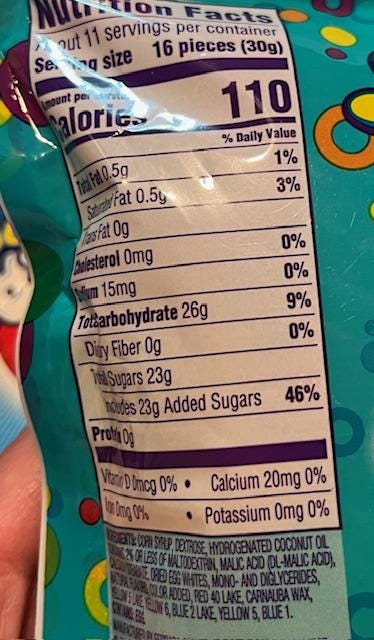 Nutrition Facts
About 11 servings per container
Serving size 16 pieces (30g)
Amount per serving
Calories 110
% Daily Value
Total Fat 0.5g 1%
Saturated Fat 0.5g 3%
Trans Fat 0g
Cholesterol 0mg 0%
Sodium 15mg 0%
Total Carbohydrate 26g 9%
Dietary Fiber 0g 0%
Total Sugars 23g
Includes 23g Added Sugars 46%
Protein 0g
Vitamin D 0mcg 0% • Calcium 20mg 0%
Iron 0mg 0% • Potassium 0mg 0%
INGREDIENTS: CORN SYRUP, DEXTROSE, HYDROGENATED COCONUT OIL,
2% OR LESS OF MALTODEXTRIN, MALIC ACID (DL-MALIC ACID),
DRIED EGG WHITES, MONO- AND DIGLYCERIDES,
COLOR ADDED, RED 40 LAKE, CARNAUBA WAX,
YELLOW 5 LAKE, YELLOW 6, BLUE 2 LAKE, YELLOW 5, BLUE 1.
CONTAINS: EGG.